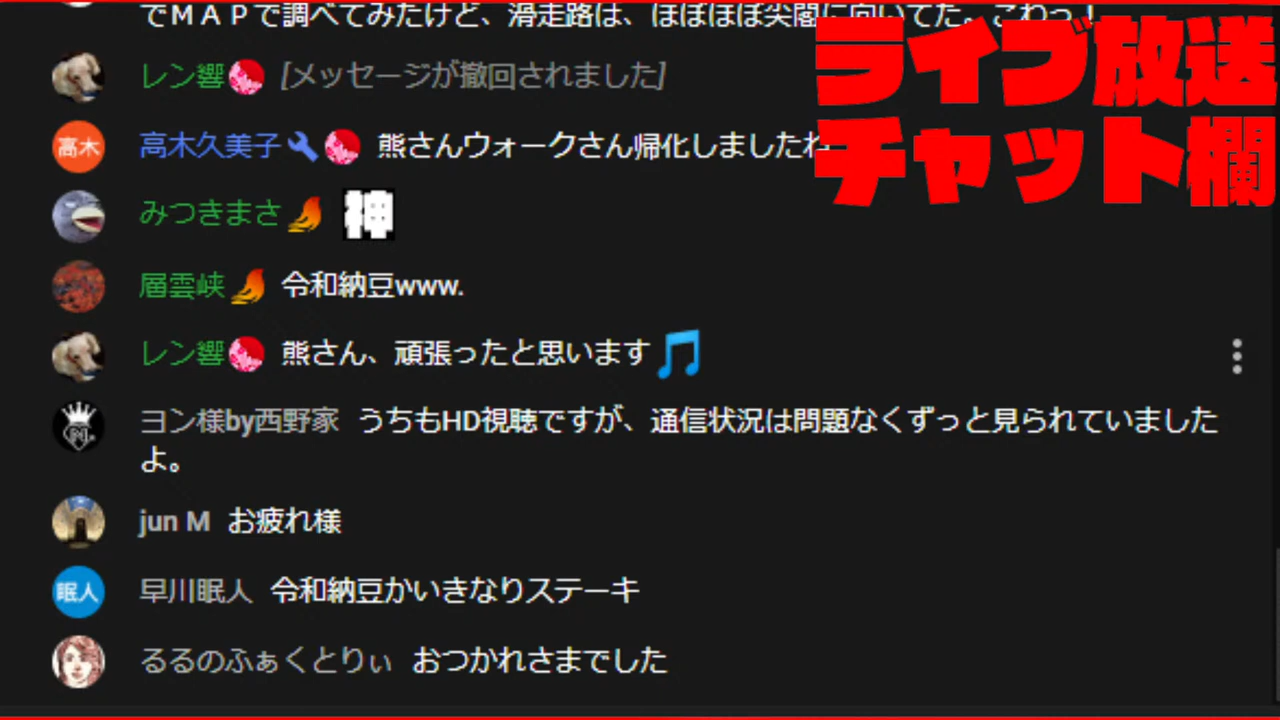 でMAPで調べてみたけど、滑走路は、ほぼほぼ尖閣に向いてた。こわっ!
ライブ放送
チャット欄
レン響 [メッセージが撤回されました]
高木 高木久美子 熊さんウォークさん帰化しましたね
みつきまさ 神
層雲峡 令和納豆www.
レン響 熊さん、頑張ったと思います
ヨン様by西野家 うちもHD視聴ですが、通信状況は問題なくずっと見られていました
よ。
jun M お疲れ様
眠人 早川眠人 令和納豆かいきなりステーキ
るるのふぁくとりぃ おつかれさまでした